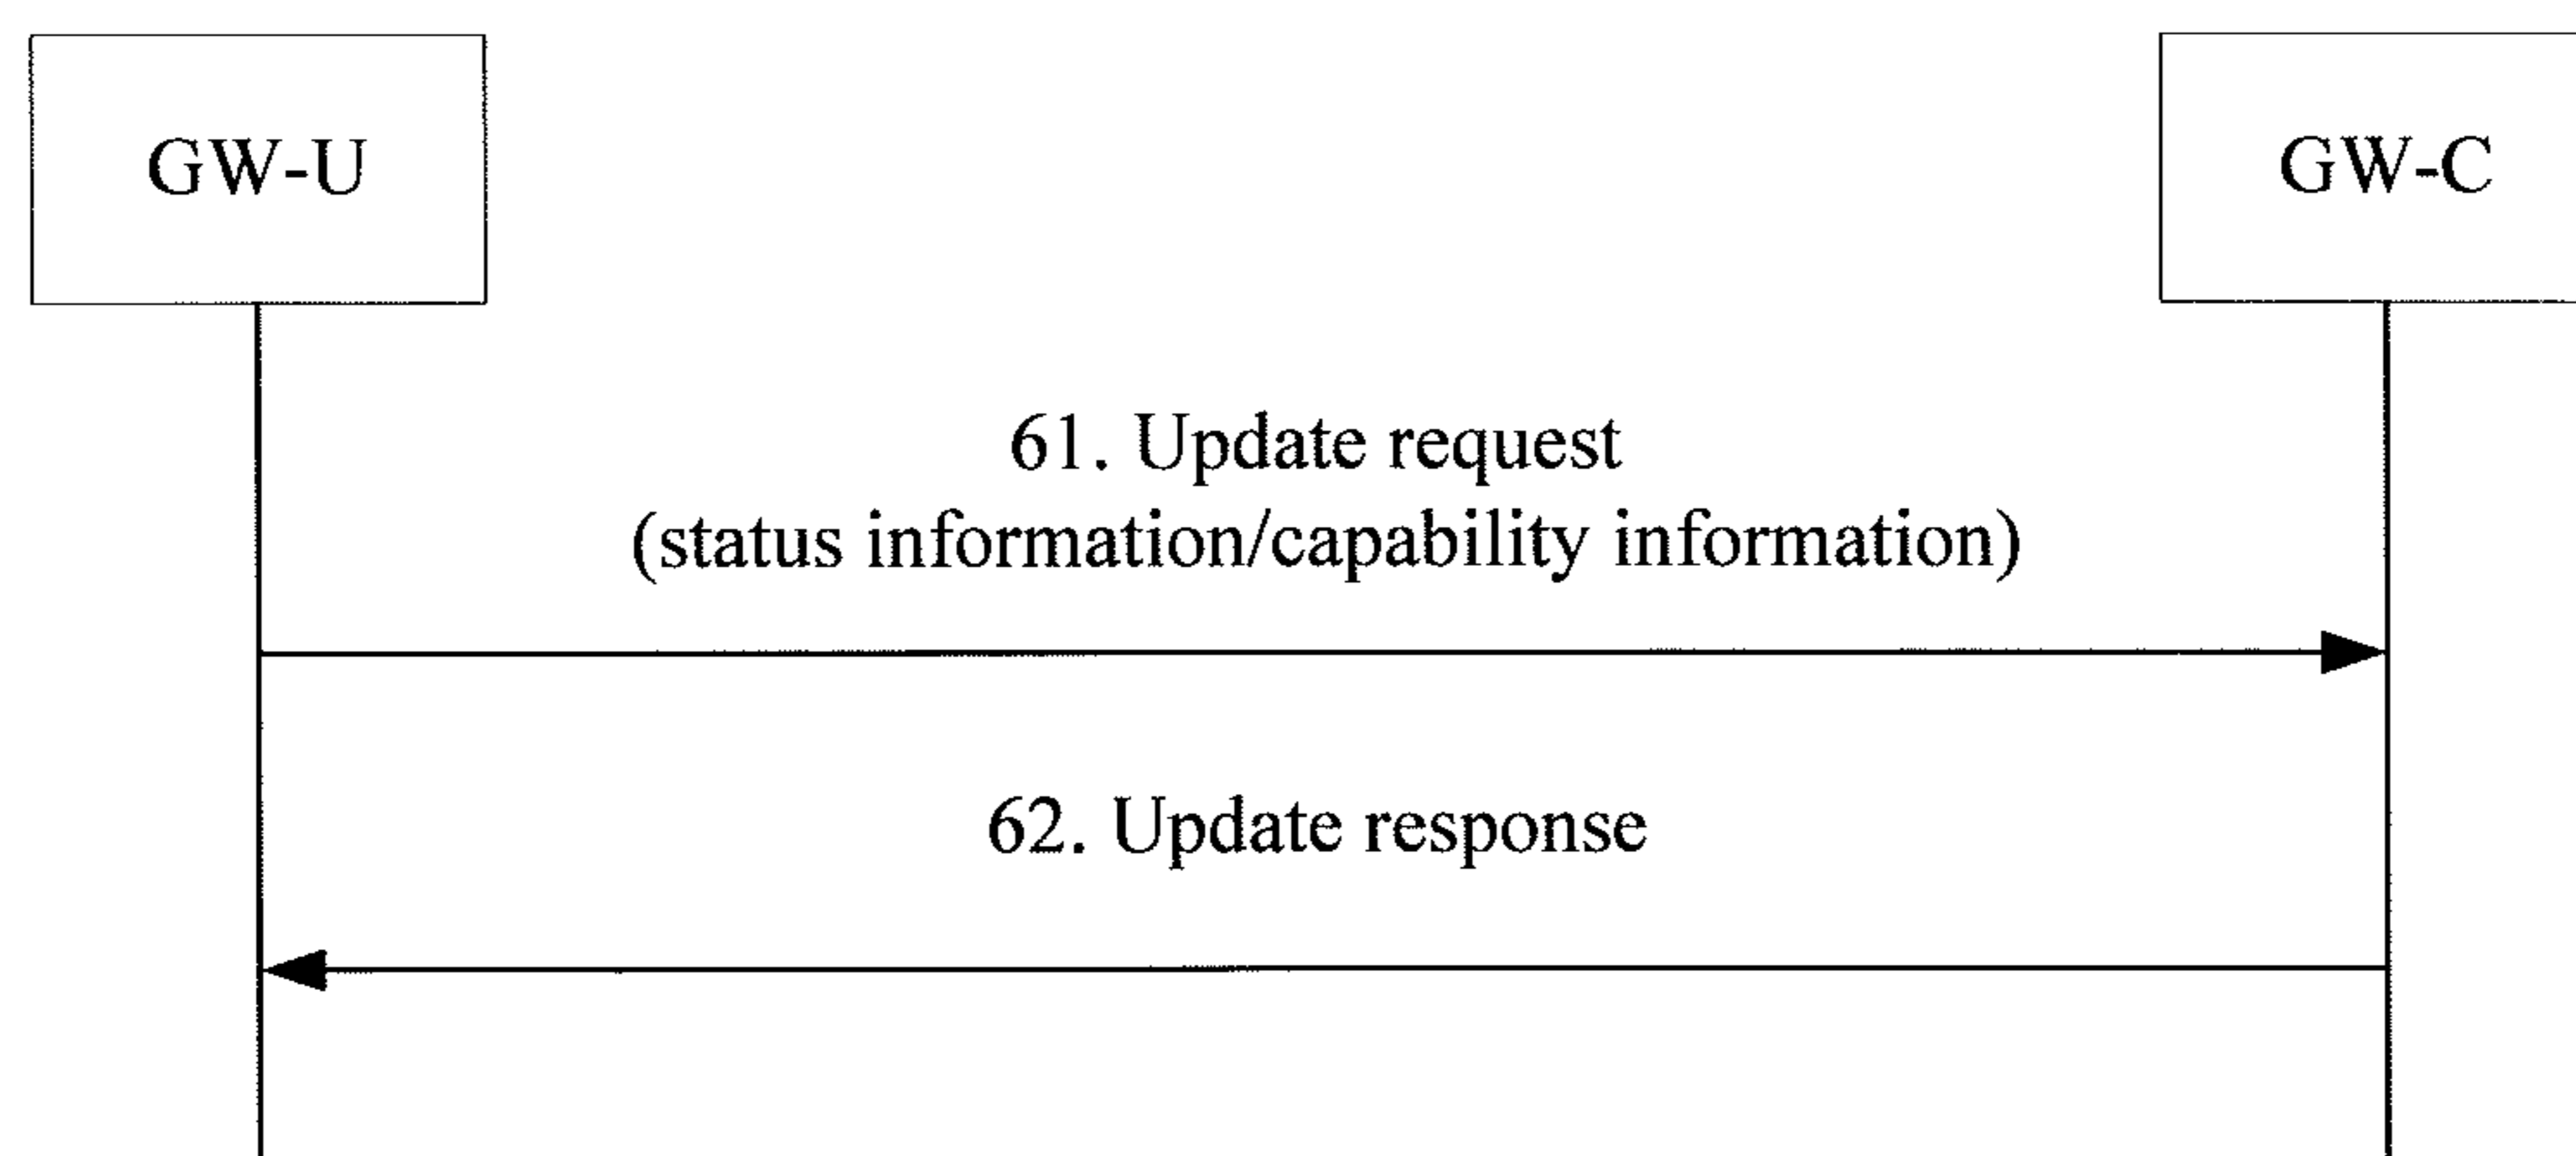 GW-U
GW-C
61. Update request
(status information/capability information)
62. Update response